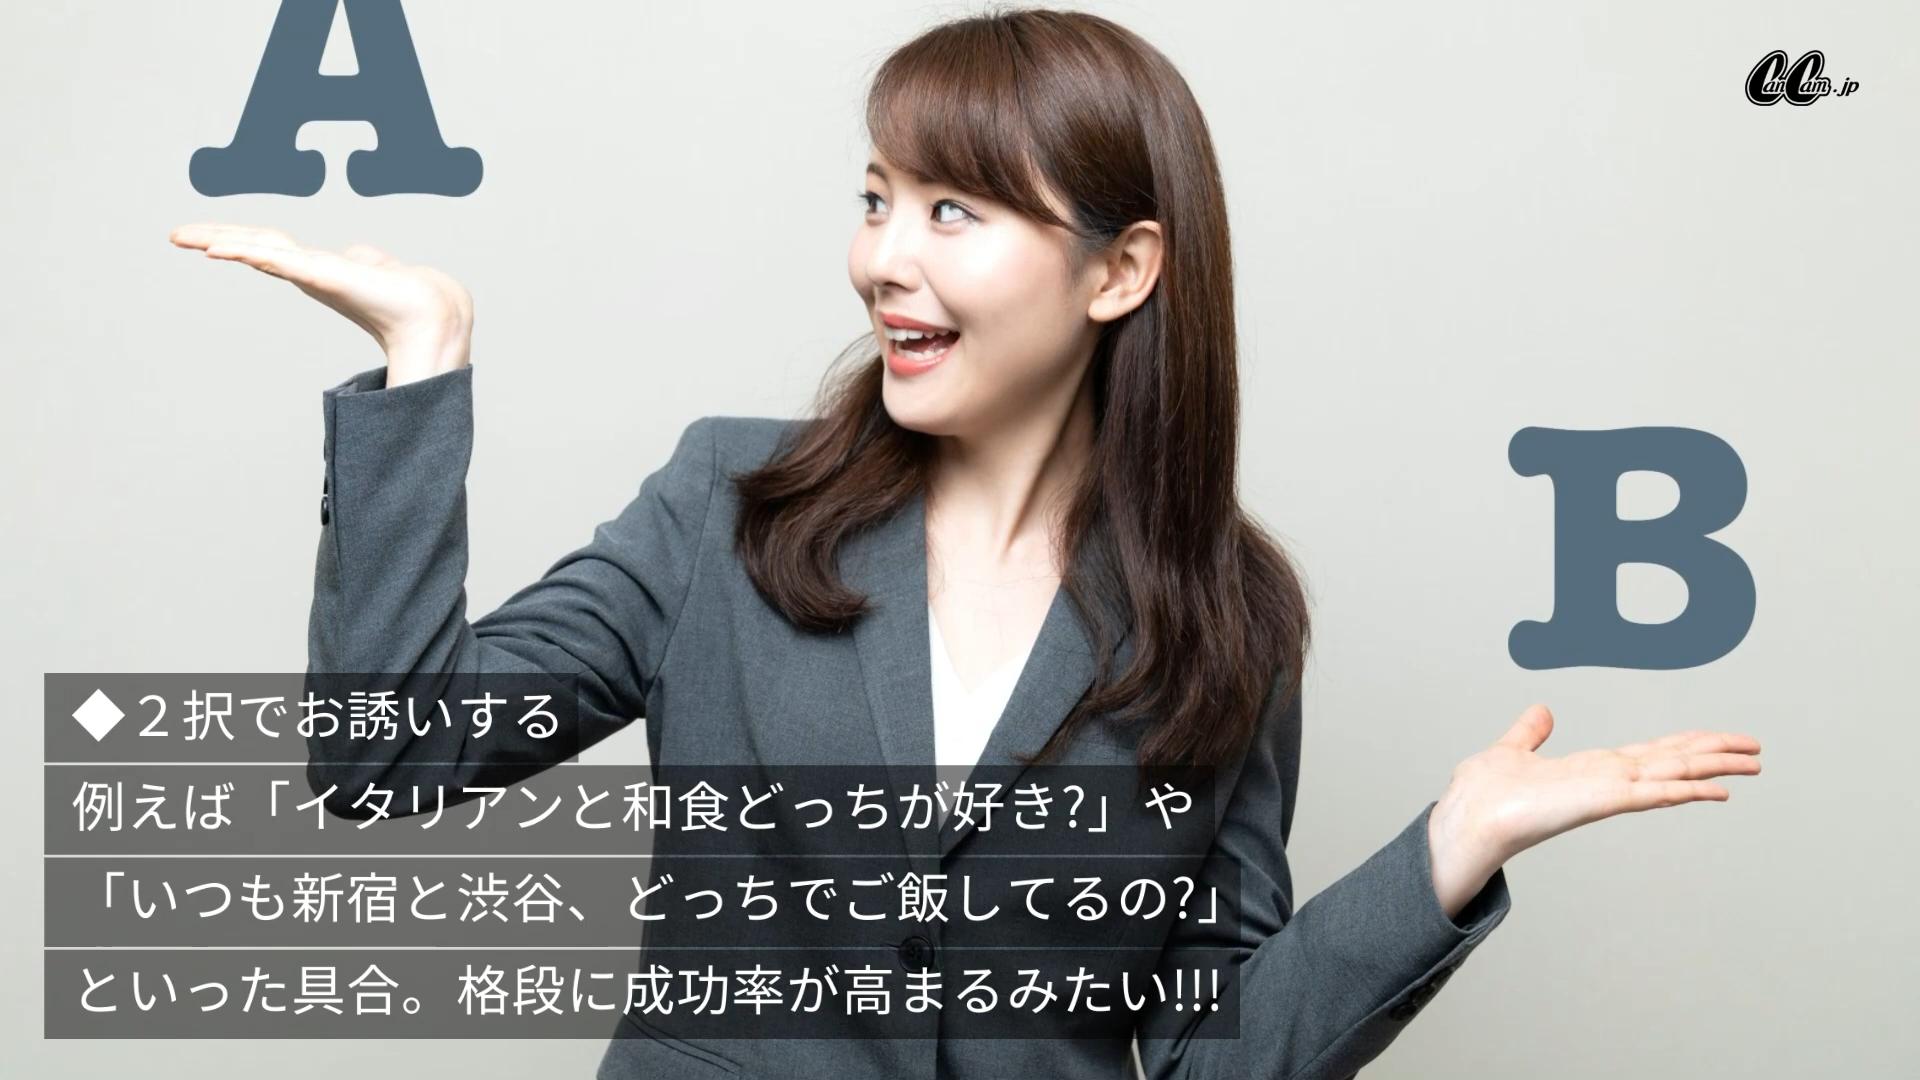 A
CanCam.jp
B
◆２択でお誘いする
例えば「イタリアンと和食どっちが好き?」や
「いつも新宿と渋谷、どっちでご飯してるの?」
といった具合。格段に成功率が高まるみたい!!!